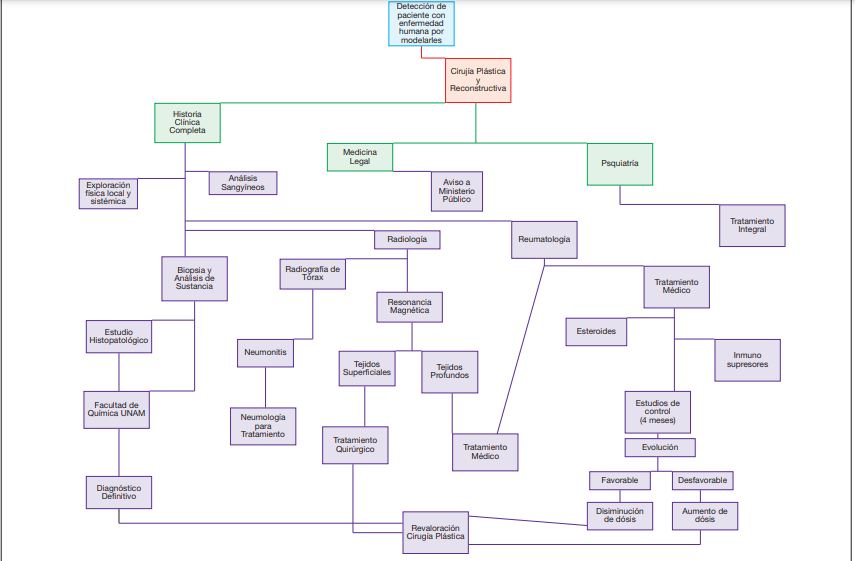 Detección de
paciente con
enfermedad
humana por
modelarles
Cirujía Plástica
y
Reconstructiva
Historia
Clínica
Completa
Medicina
Legal
Psquiatría
Exploración
física local y
sistémica
Análisis
Sangyíneos
Aviso a
Ministerio
Público
Tratamiento
Integral
Radiología
Reumatología
Biopsia y
Análisis de
Sustancia
Radiografía de
Tórax
Tratamiento
Médico
Resonancia
Magnética
Estudio
Histopatológico
Esteroides
Neumonitis
Inmuno
supresores
Tejidos
Superficiales
Tejidos
Profundos
Facultad de
Química UNAM
Estudios de
control
(4 meses)
Neumología
para
Tratamiento
Tratamiento
Quirúrgico
Tratamiento
Médico
Evolución
Favorable
Desfavorable
Diagnóstico
Definitivo
Revaloración
Cirugía Plástica
Disiminución
de dósis
Aumento de
dósis